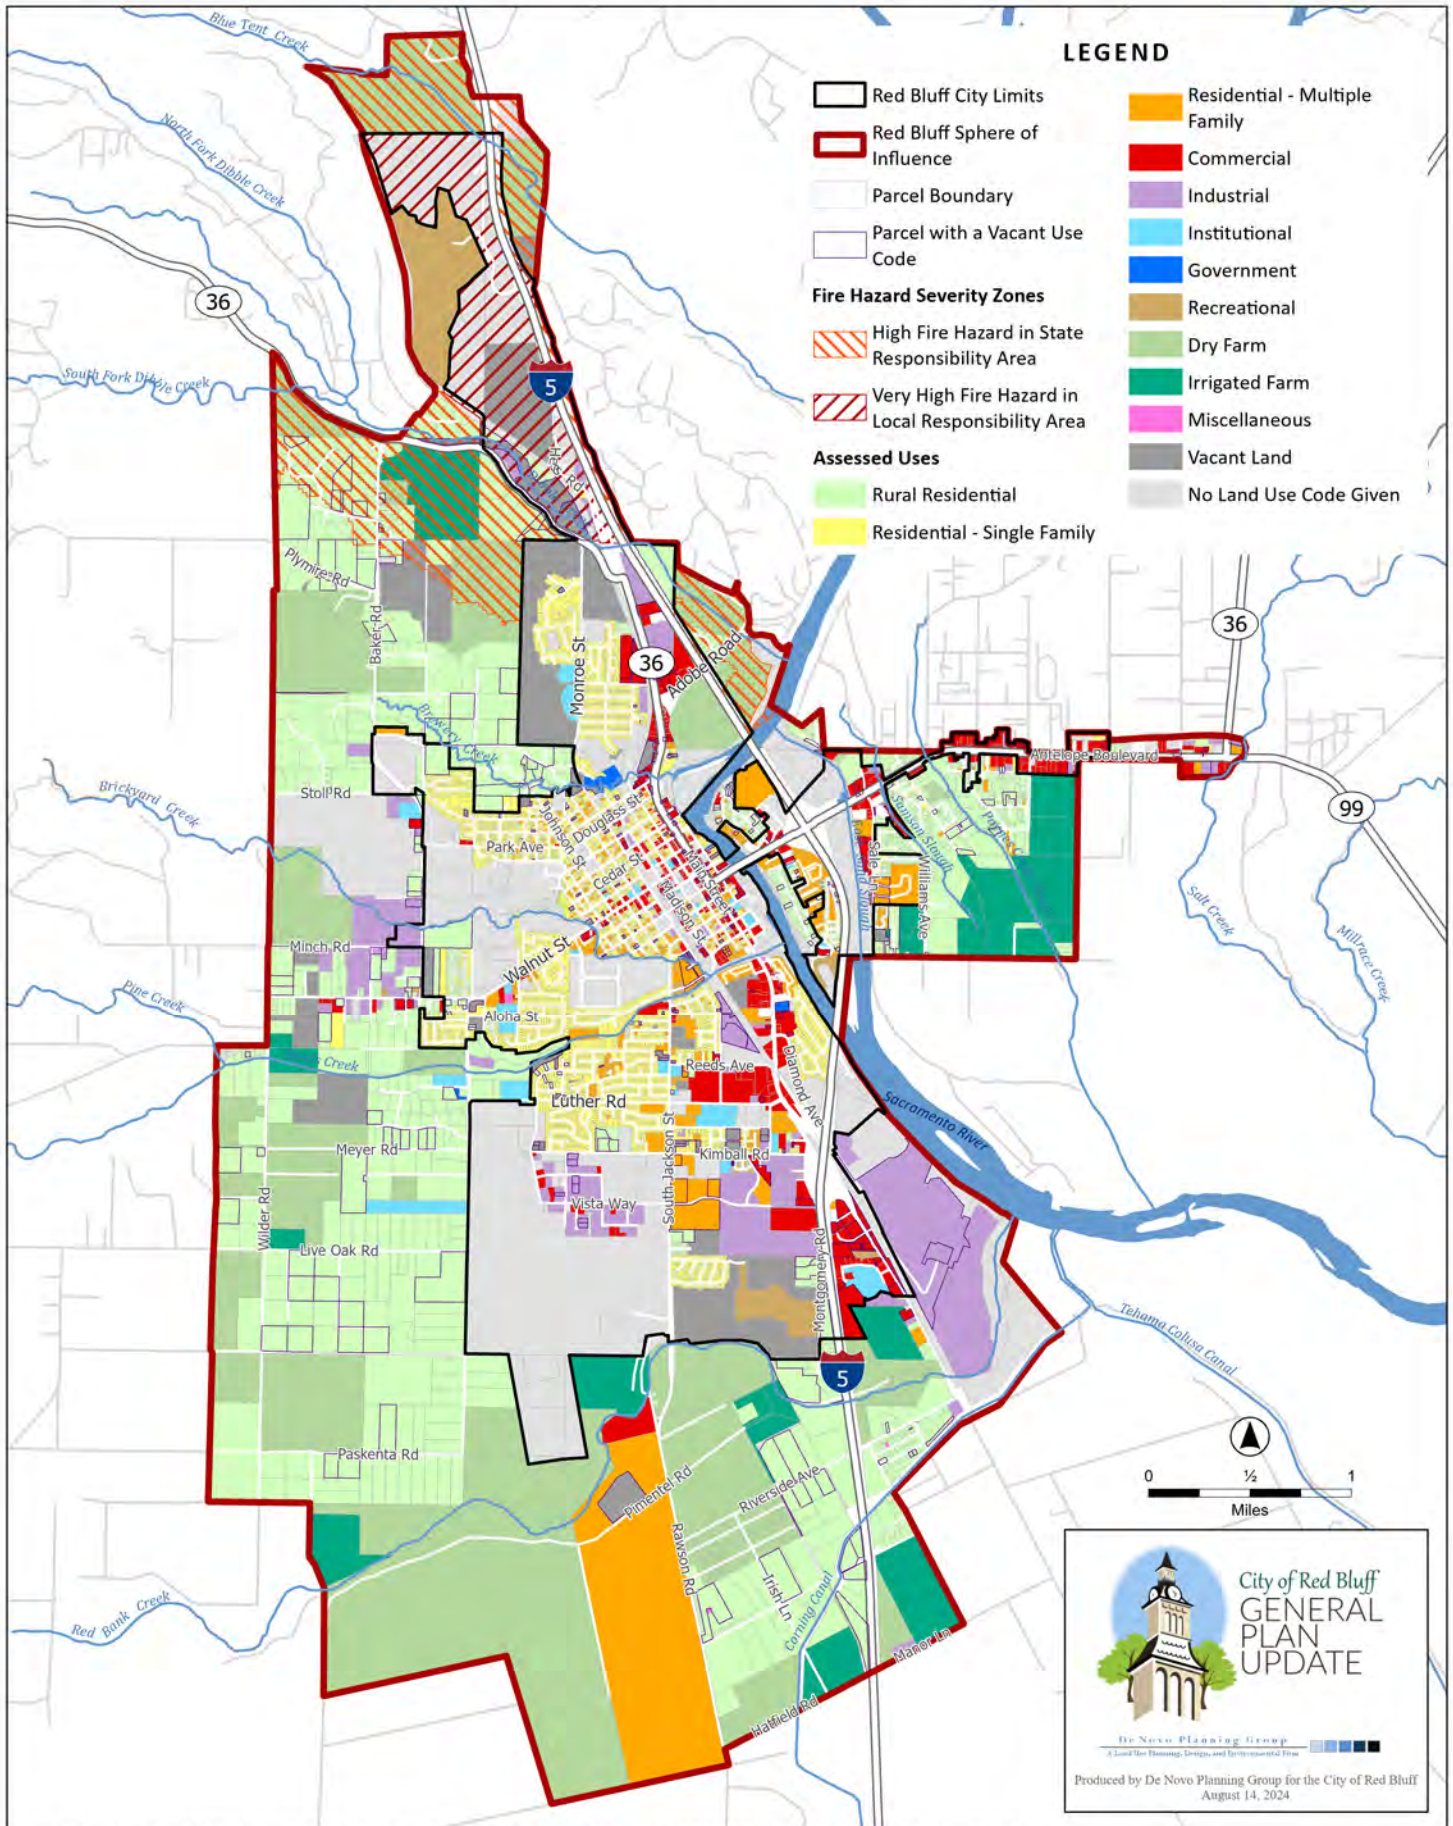 LEGEND
Red Bluff City Limits
Red Bluff Sphere of
Influence
Parcel Boundary
Parcel with a Vacant Use
Code
Fire Hazard Severity Zones
High Fire Hazard in State
Responsibility Area
Very High Fire Hazard in
Local Responsibility Area
Assessed Uses
Rural Residential
Residential - Single Family
Residential - Multiple
Family
Commercial
Industrial
Institutional
Government
Recreational
Dry Farm
Irrigated Farm
Miscellaneous
Vacant Land
No Land Use Code Given
Blue Tent Creek
North Fork Dibble Creek
36
South Fork Dibble Creek
5
Rd
Plymire Rd
Baker Rd
Monroe St
36
Adobe Road
36
Brewery Creek
Antelope Boulevard
Brickyard Creek
Stoll Rd
99
Johnson St
Douglass St
Samson Slough
Park Ave
Cedar St
Main Street
Madison St
Sale Ln
Williams Ave
Salt Creek
Millrace Creek
Minch Rd
Walnut St
Pine Creek
Aloha St
Creek
Reeds Ave
Diamond Ave
Luther Rd
Sacramento River
Meyer Rd
South Jackson St
Kimball Rd
Wilder Rd
Vista Way
Live Oak Rd
Montgomery Rd
Tehama Colusa Canal
5
Paskenta Rd
Pimentel Rd
Riverside Ave
Rawson Rd
Irish Ln
Corning Canal
Red Bank Creek
Manor Ln
Hatfield Rd
0 ½ 1
Miles
City of Red Bluff
GENERAL
PLAN
UPDATE
De Novo Planning Group
A Land Use Planning, Design, and Environmental Firm
Produced by De Novo Planning Group for the City of Red Bluff
August 14, 2024